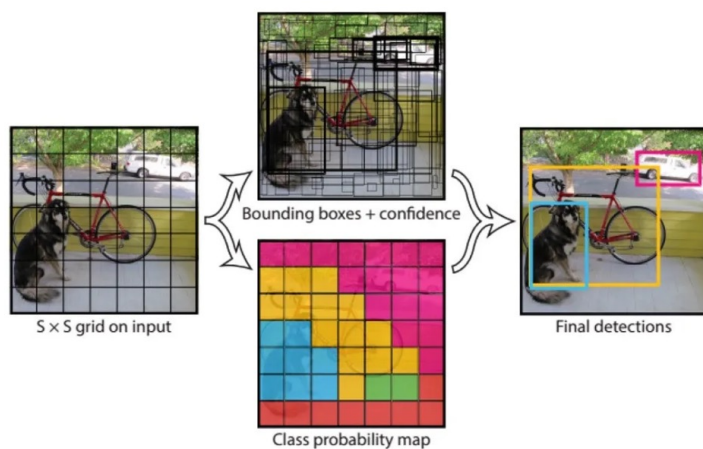 S × S grid on input
Bounding boxes + confidence
Class probability map
Final detections